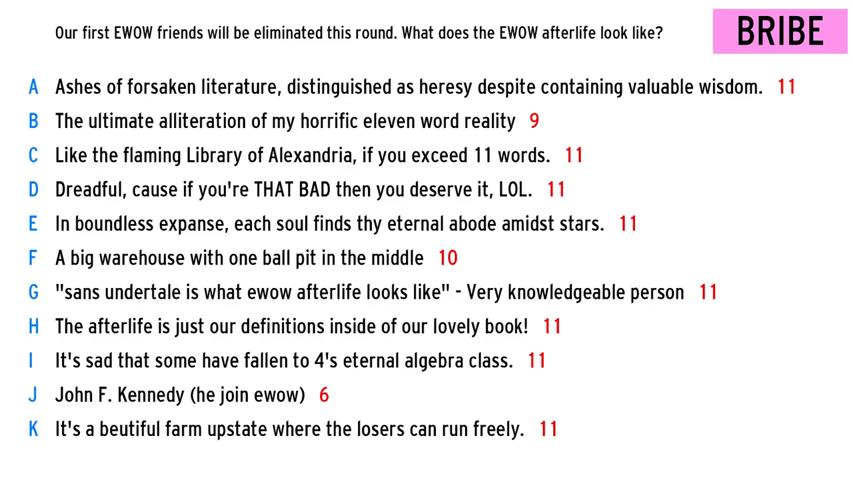 Our first EWOW friends will be eliminated this round. What does the EWOW afterlife look like?
BRIBE
A Ashes of forsaken literature, distinguished as heresy despite containing valuable wisdom. 11
B The ultimate alliteration of my horrific eleven word reality 9
C Like the flaming Library of Alexandria, if you exceed 11 words. 11
D Dreadful, cause if you're THAT BAD then you deserve it, LOL. 11
E In boundless expanse, each soul finds thy eternal abode amidst stars. 11
F A big warehouse with one ball pit in the middle 10
G "sans undertale is what ewow afterlife looks like" - Very knowledgeable person 11
H The afterlife is just our definitions inside of our lovely book! 11
I It's sad that some have fallen to 4's eternal algebra class. 11
J John F. Kennedy (he join ewow) 6
K It's a beutiful farm upstate where the losers can run freely. 11